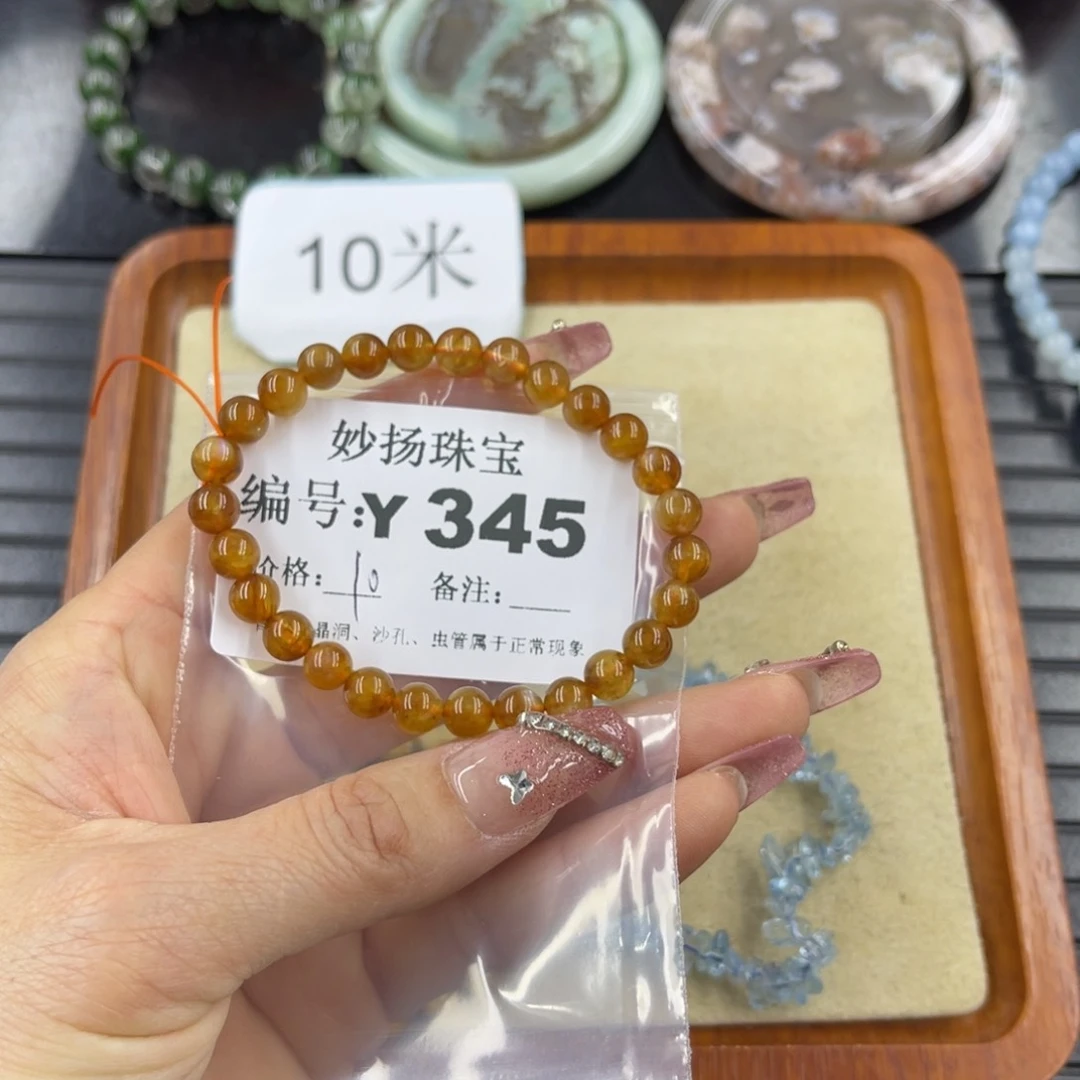 10米
妙扬珠宝
编号:Y 345
价格: 10 备注:
晶洞、沙孔、虫管属于正常现象